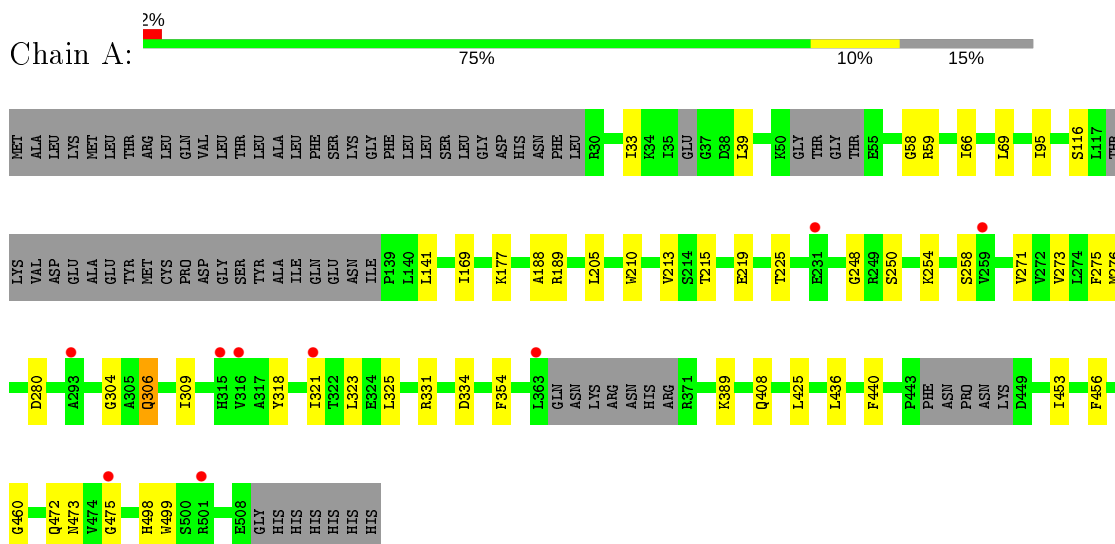 2%
Chain A:
75% 10% 15%
MET ALA LEU LYS MET LEU THR ARG LEU GLN VAL LEU THR LEU ALA LEU PHE SER LYS GLY PHE LEU LEU SER LEU GLY ASP HIS ASN PHE LEU R30 I33 K34 I35 GLU G37 D38 L39 K50 GLY THR GLY THR E55 G58 R59 I66 L69 I95 S116 L117 THR
LYS VAL ASP GLU ALA GLU TYR MET CYS PRO ASP GLY SER TYR ALA ILE GLN GLU ASN ILE P139 L140 L141 I169 K177 A188 R189 L205 W210 V213 S214 T215 E219 T225 E231 G248 R249 S250 K254 S258 V259 V271 V272 V273 L274 F275 M276
D280 A293 G304 A305 Q306 I309 H315 V316 A317 Y318 I321 T322 L323 E324 L325 R331 D334 F354 L363 GLN ASN LYS ARG ASN HIS ARG R371 K389 Q408 L425 L436 F440 P443 PHE ASN PRO ASN LYS D449 I453 F456
G460 Q472 N473 V474 G475 H498 W499 S500 R501 E508 GLY HIS HIS HIS HIS HIS